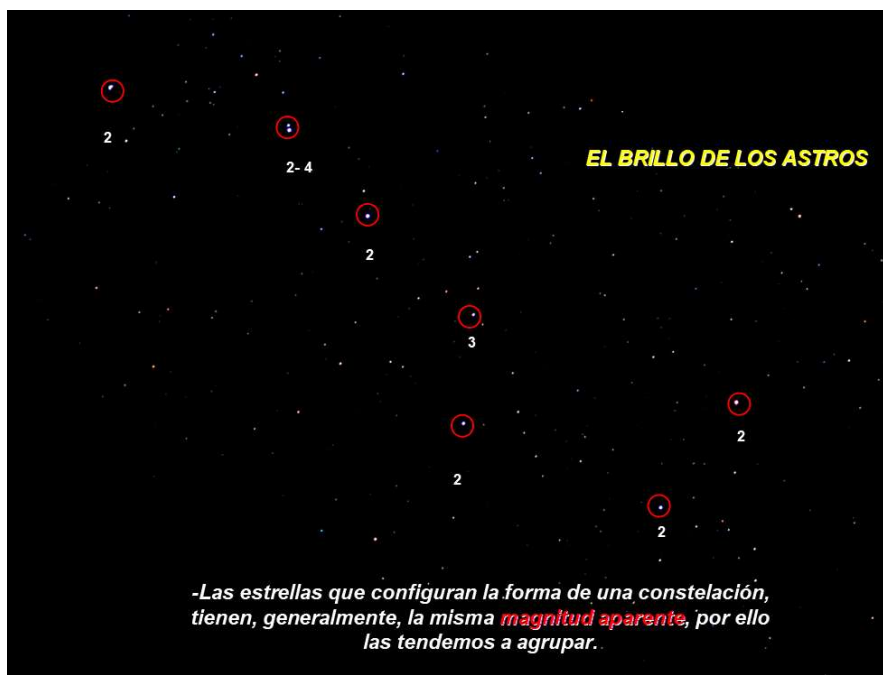 2
2- 4
EL BRILLO DE LOS ASTROS
2
3
2
2
2
-Las estrellas que configuran la forma de una constelación,
tienen, generalmente, la misma magnitud aparente, por ello
las tendemos a agrupar.